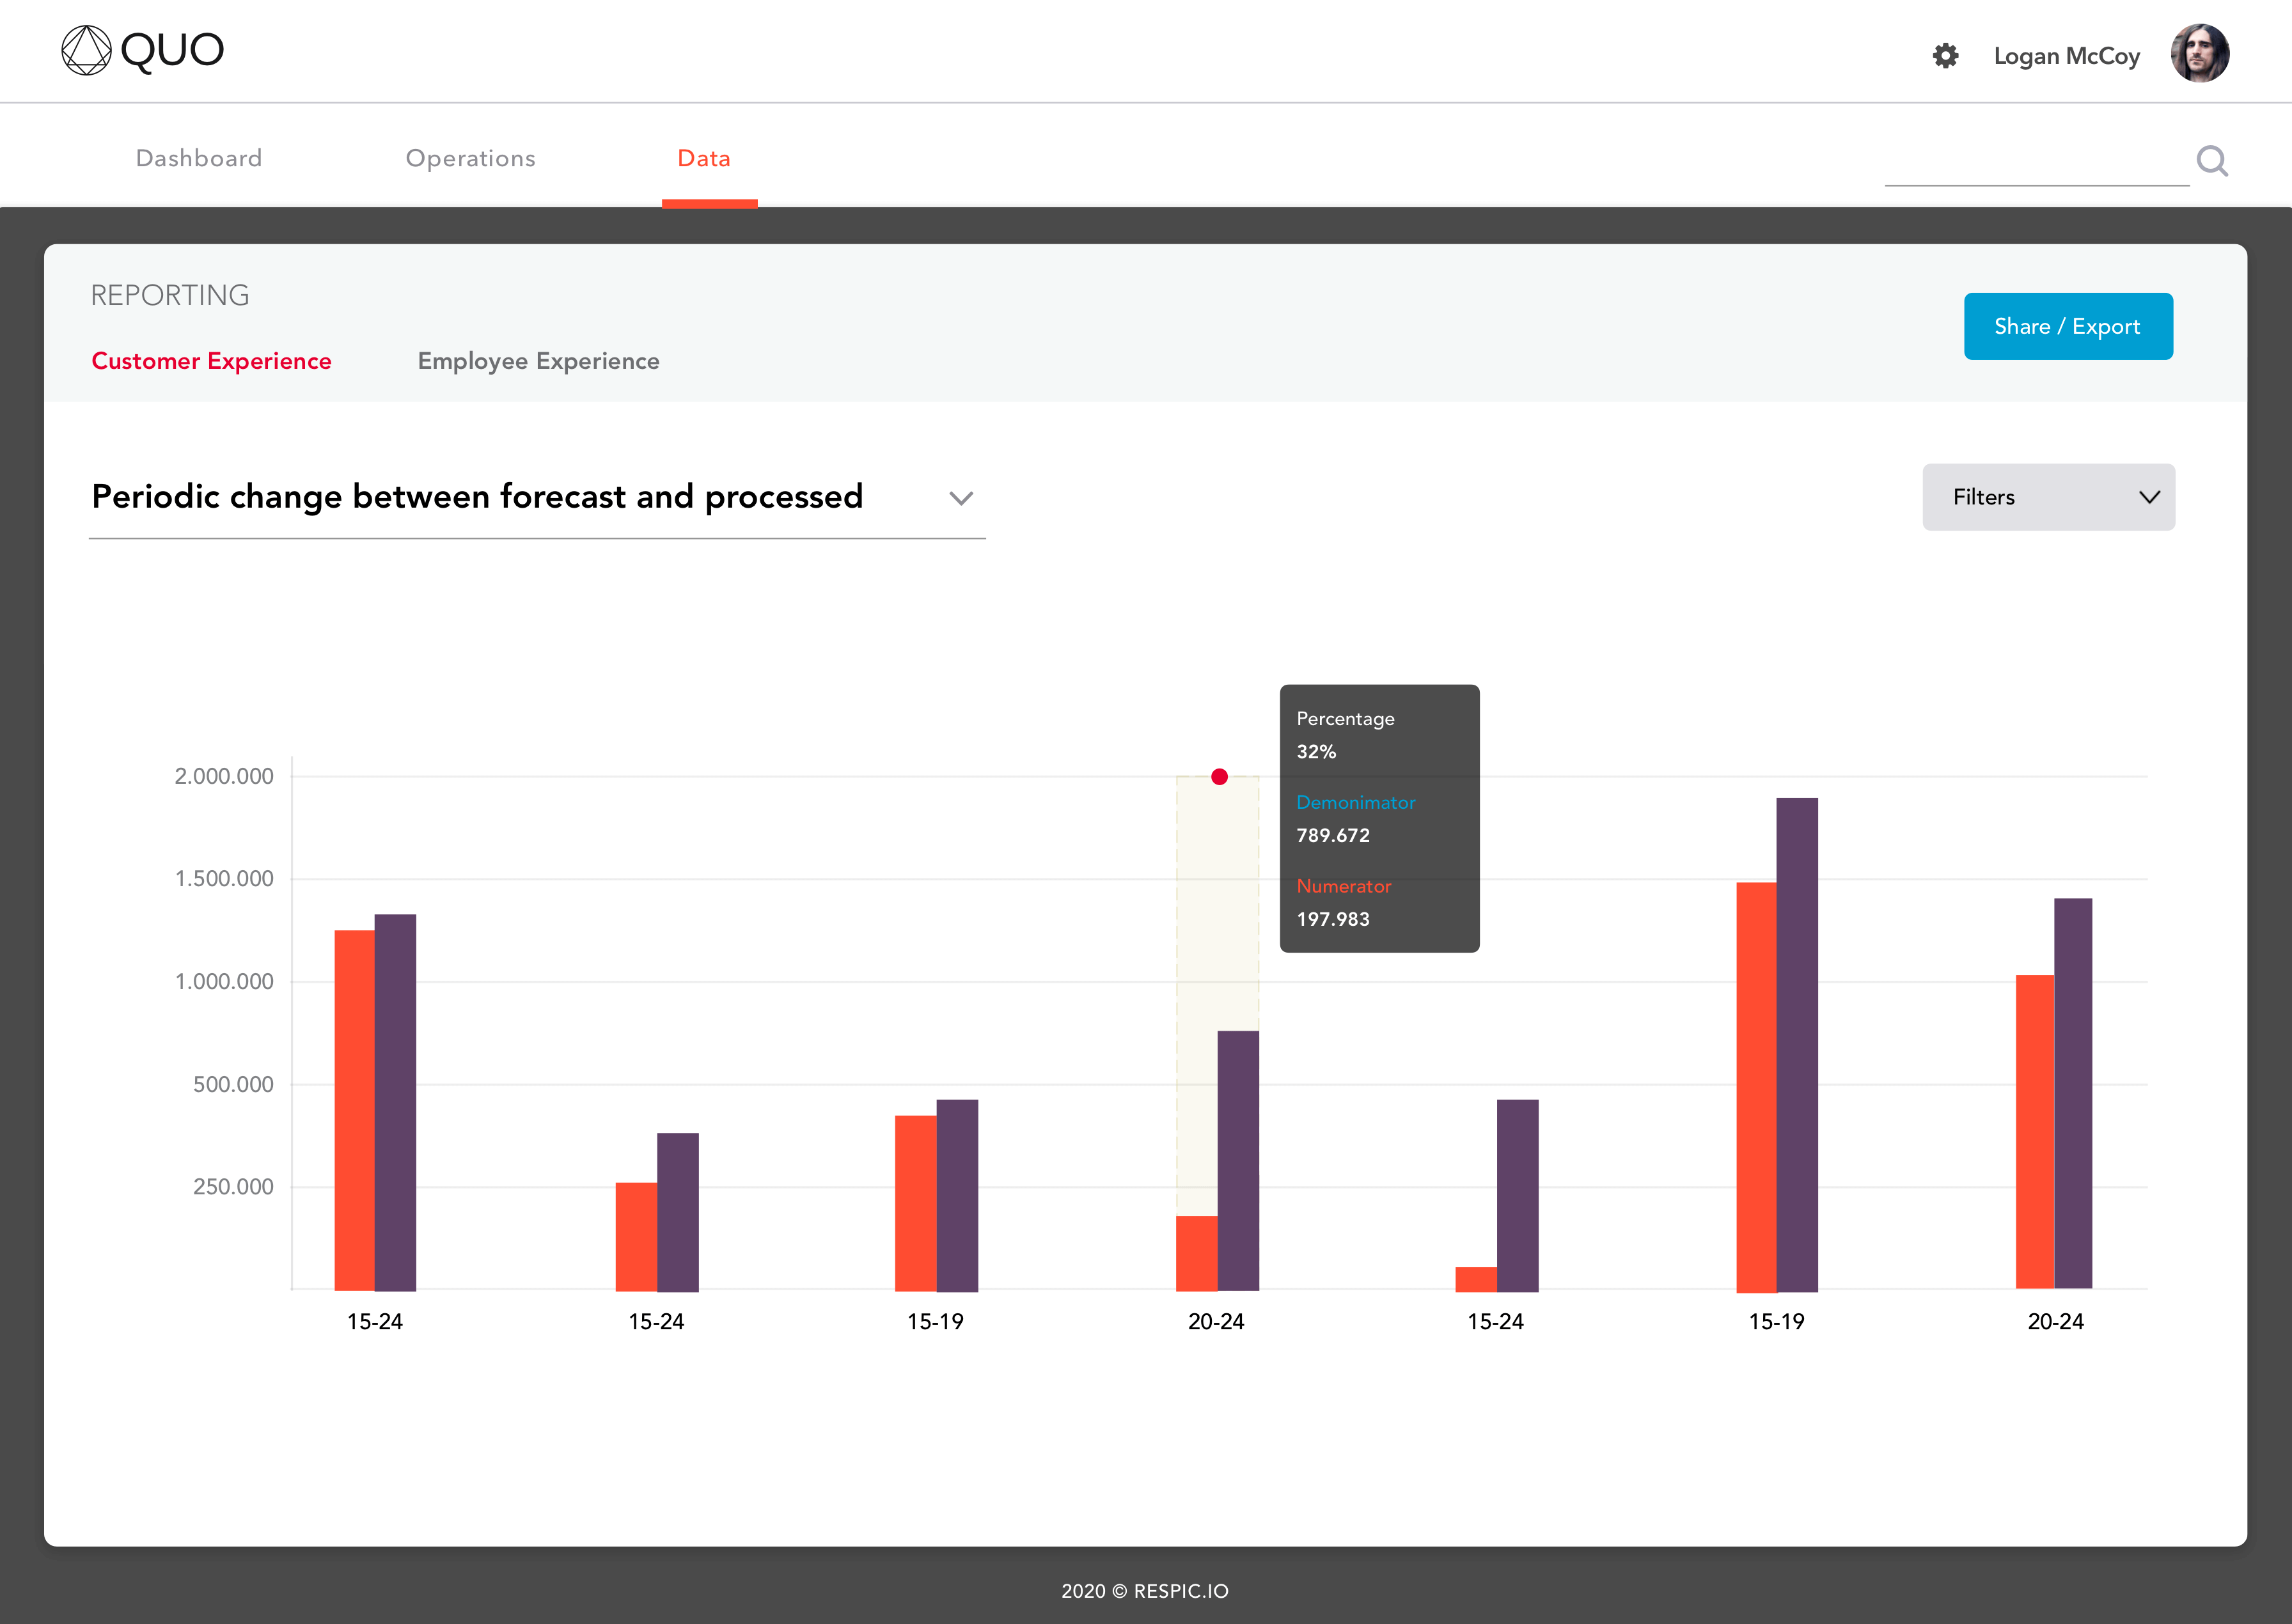 QUO
Logan McCoy
Dashboard
Operations
Data
REPORTING
Customer Experience
Employee Experience
Share / Export
Periodic change between forecast and processed
Filters
Percentage
32%
Demonimator
789.672
Numerator
197.983
2.000.000
1.500.000
1.000.000
500.000
250.000
15-24
15-24
15-19
20-24
15-24
15-19
20-24
2020 © RESPIC.IO